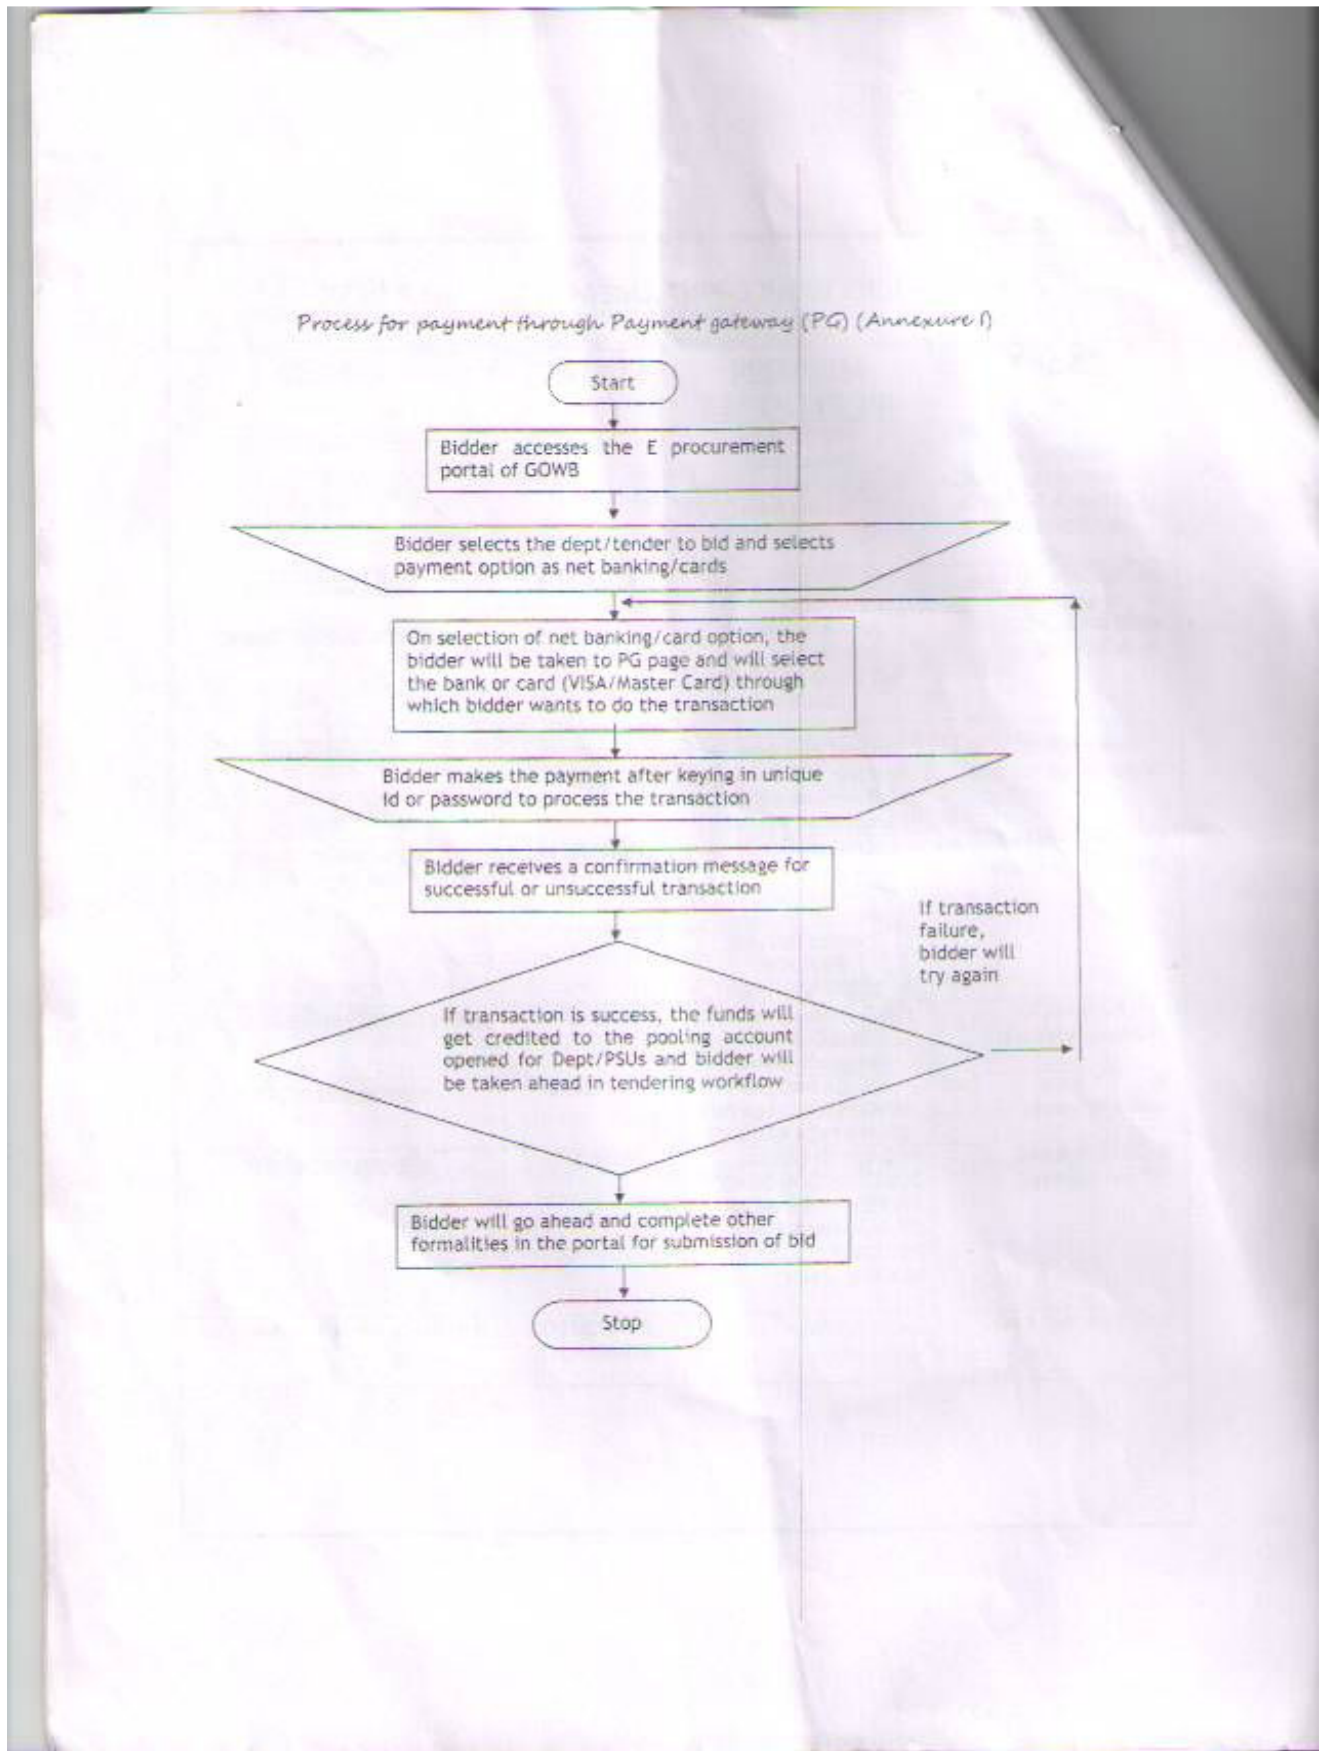 Process for payment through Payment gateway (PG) (Annexure I)
Start
Bidder accesses the E procurement
portal of GOWB
Bidder selects the dept/tender to bid and selects
payment option as net banking/cards
On selection of net banking/card option, the
bidder will be taken to PG page and will select
the bank or card (VISA/Master Card) through
which bidder wants to do the transaction
Bidder makes the payment after keying in unique
id or password to process the transaction
Bidder receives a confirmation message for
successful or unsuccessful transaction
If transaction
failure,
bidder will
try again
If transaction is success, the funds will
get credited to the pooling account
opened for Dept/PSUs and bidder will
be taken ahead in tendering workflow
Bidder will go ahead and complete other
formalities in the portal for submission of bid
Stop